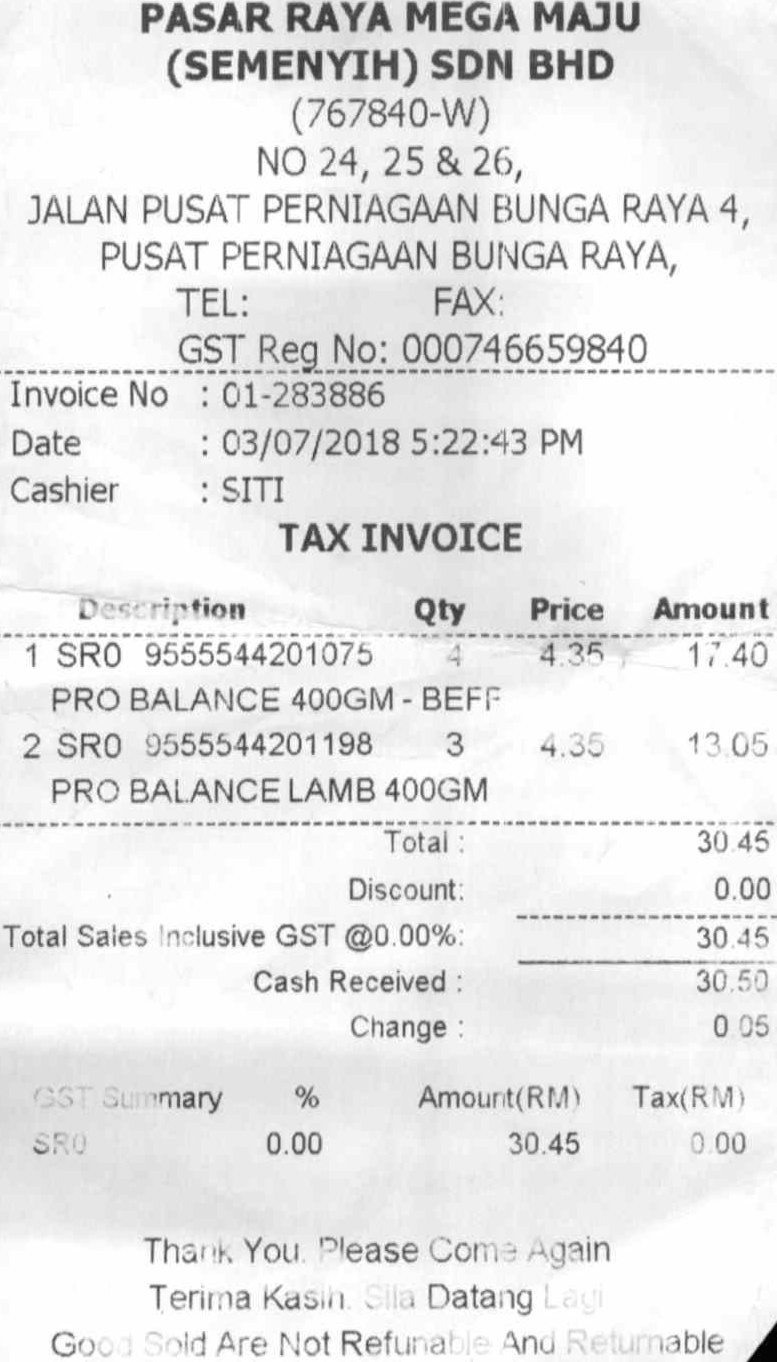 PASAR RAYA MEGA MAJU
(SEMENYIH) SDN BHD
(767840-W)
NO 24, 25 & 26,
JALAN PUSAT PERNIAGAAN BUNGA RAYA 4,
PUSAT PERNIAGAAN BUNGA RAYA,
TEL: FAX:
GST Reg No: 000746659840
Invoice No : 01-283886
Date : 03/07/2018 5:22:43 PM
Cashier : SITI
TAX INVOICE
Description Qty Price Amount
1 SR0 9555544201075 4 4.35 17.40
PRO BALANCE 400GM - BEFF
2 SR0 9555544201198 3 4.35 13.05
PRO BALANCE LAMB 400GM
Total : 30.45
Discount: 0.00
Total Sales Inclusive GST @0.00%: 30.45
Cash Received : 30.50
Change : 0.05
GST Summary % Amount(RM) Tax(RM)
SR0 0.00 30.45 0.00
Thank You. Please Come Again
Terima Kasih. Sila Datang Lagi
Good Sold Are Not Refunable And Returnable